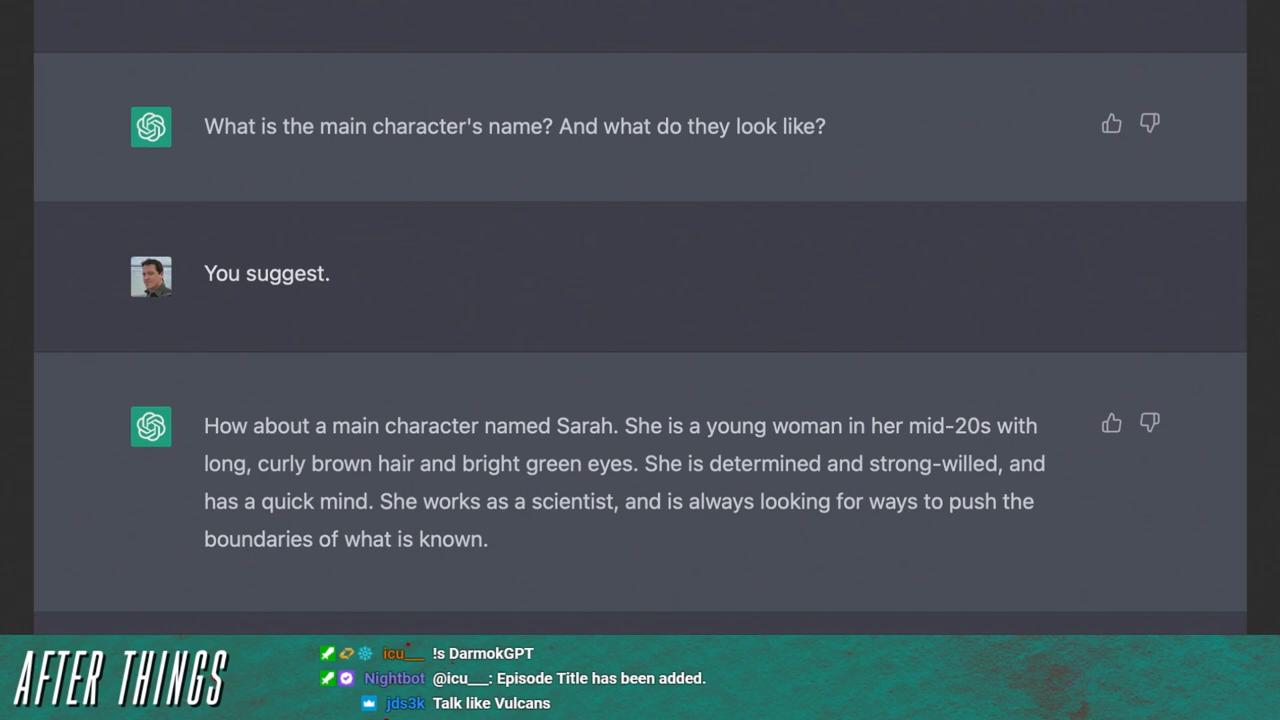 What is the main character's name? And what do they look like?
You suggest.
How about a main character named Sarah. She is a young woman in her mid-20s with
long, curly brown hair and bright green eyes. She is determined and strong-willed, and
has a quick mind. She works as a scientist, and is always looking for ways to push the
boundaries of what is known.
AFTER THINGS
icu__ !s DarmokGPT
Nightbot @icu__: Episode Title has been added.
jds3k Talk like Vulcans